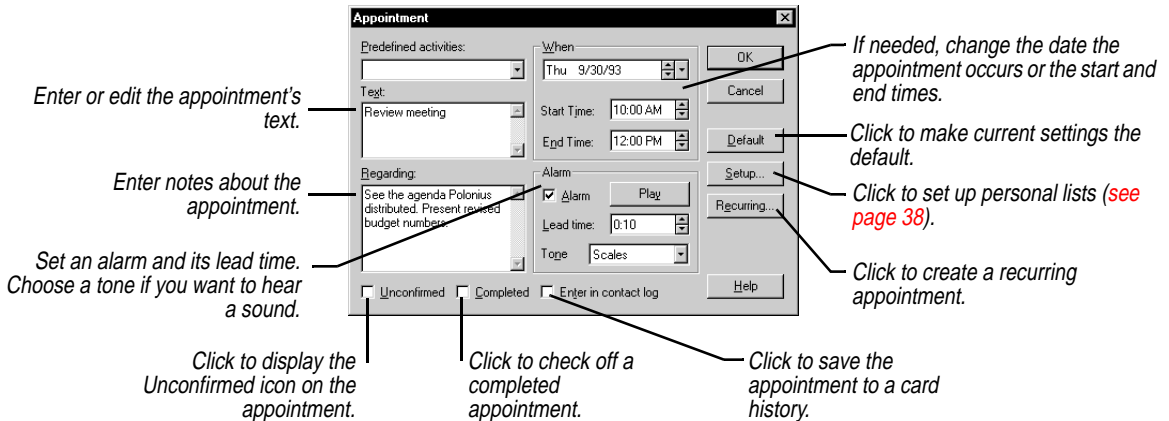 Appointment
Predefined activities:
Text:
Review meeting
Regarding:
See the agenda Polonius
distributed. Present revised
budget numbers.
When
Thu 9/30/93
Start Time: 10:00 AM
End Time: 12:00 PM
Alarm
Alarm
Play
Lead time: 0:10
Tone Scales
Unconfirmed Completed Enter in contact log
OK
Cancel
Default
Setup...
Recurring...
Help
Enter or edit the appointment's
text.
Enter notes about the
appointment.
Set an alarm and its lead time.
Choose a tone if you want to hear
a sound.
Click to display the
Unconfirmed icon on the
appointment.
Click to check off a
completed
appointment.
Click to save the
appointment to a card
history.
If needed, change the date the
appointment occurs or the start and
end times.
Click to make current settings the
default.
Click to set up personal lists (see
page 38).
Click to create a recurring
appointment.